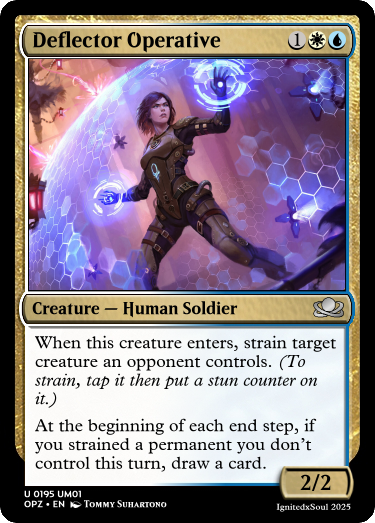 Deflector Operative 1
Creature — Human Soldier
When this creature enters, strain target
creature an opponent controls. (To
strain, tap it then put a stun counter on
it.)
At the beginning of each end step, if
you strained a permanent you don't
control this turn, draw a card.
2/2
U 0195 UM01
OPZ • EN Tommy Suhartono
IgnitedxSoul 2025